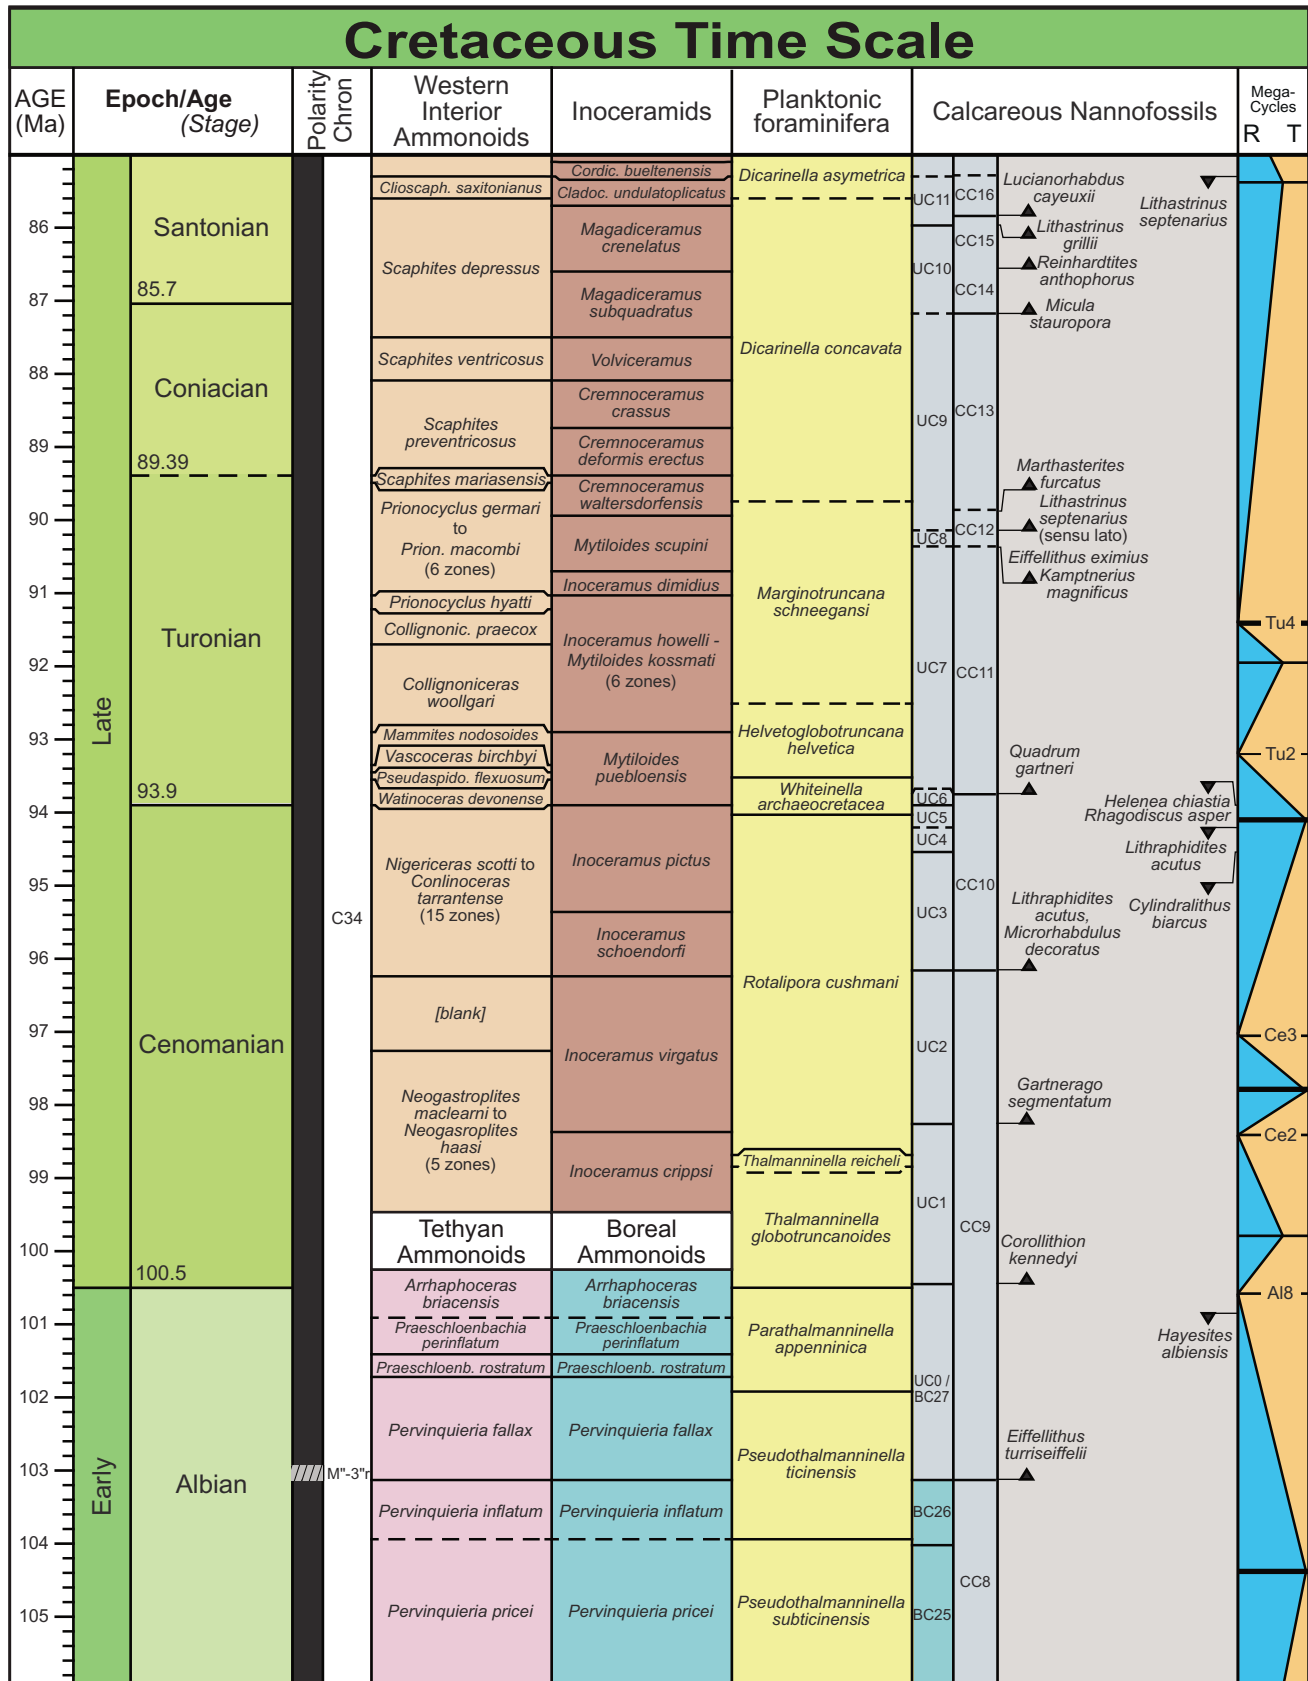 Cretaceous Time Scale
AGE
(Ma)
Epoch/Age
(Stage)
Polarity
Chron
Western
Interior
Ammonoids
Inoceramids
Planktonic
foraminifera
Calcareous Nannofossils
Mega-
Cycles
R T
86
87
88
89
90
91
92
93
94
95
96
97
98
99
100
101
102
103
104
105
Late
Early
Santonian
85.7
Coniacian
89.39
Turonian
93.9
Cenomanian
100.5
Albian
C34
M"-3"r
Clioscaph. saxitonianus
Scaphites depressus
Scaphites ventricosus
Scaphites
preventricosus
Scaphites mariasensis
Prionocyclus germari
to
Prion. macombi
(6 zones)
Prionocyclus hyatti
Collignonic. praecox
Collignoniceras
woollgari
Mammites nodosoides
Vascoceras birchbyi
Pseudaspido. flexuosum
Watinoceras devonense
Nigericeras scotti to
Conlinoceras
tarrantense
(15 zones)
[blank]
Neogastroplites
maclearni to
Neogasroplites
haasi
(5 zones)
Tethyan
Ammonoids
Arrhaphoceras
briacensis
Praeschloenbachia
perinflatum
Praeschloenb. rostratum
Pervinquieria fallax
Pervinquieria inflatum
Pervinquieria pricei
Cordic. bueltenensis
Cladoc. undulatoplicatus
Magadiceramus
crenelatus
Magadiceramus
subquadratus
Volviceramus
Cremnoceramus
crassus
Cremnoceramus
deformis erectus
Cremnoceramus
waltersdorfensis
Mytiloides scupini
Inoceramus dimidius
Inoceramus howelli -
Mytiloides kossmati
(6 zones)
Mytiloides
puebloensis
Inoceramus pictus
Inoceramus
schoendorfi
Inoceramus virgatus
Inoceramus crippsi
Boreal
Ammonoids
Arrhaphoceras
briacensis
Praeschloenbachia
perinflatum
Praeschloenb. rostratum
Pervinquieria fallax
Pervinquieria inflatum
Pervinquieria pricei
Dicarinella asymetrica
Dicarinella concavata
Marginotruncana
schneegansi
Helvetoglobotruncana
helvetica
Whiteinella
archaeocretacea
Rotalipora cushmani
Thalmanninella reicheli
Thalmanninella
globotruncanoides
Parathalmanninella
appenninica
Pseudothalmanninella
ticinensis
Pseudothalmanninella
subticinensis
UC11
UC10
UC9
UC8
UC7
UC6
UC5
UC4
UC3
UC2
UC1
UC0 /
BC27
BC26
BC25
CC16
CC15
CC14
CC13
CC12
CC11
CC10
CC9
CC8
Lucianorhabdus
cayeuxii
Lithastrinus
septenarius
Lithastrinus
grillii
Reinhardtites
anthophorus
Micula
stauropora
Marthasterites
furcatus
Lithastrinus
septenarius
(sensu lato)
Eiffellithus eximius
Kamptnerius
magnificus
Quadrum
gartneri
Helenea chiastia
Rhagodiscus asper
Lithraphidites
acutus
Cylindralithus
biarcus
Lithraphidites
acutus,
Microrhabdulus
decoratus
Gartnerago
segmentatum
Corollithion
kennedyi
Hayesites
albiensis
Eiffellithus
turriseiffelii
Tu4
Tu2
Ce3
Ce2
Al8